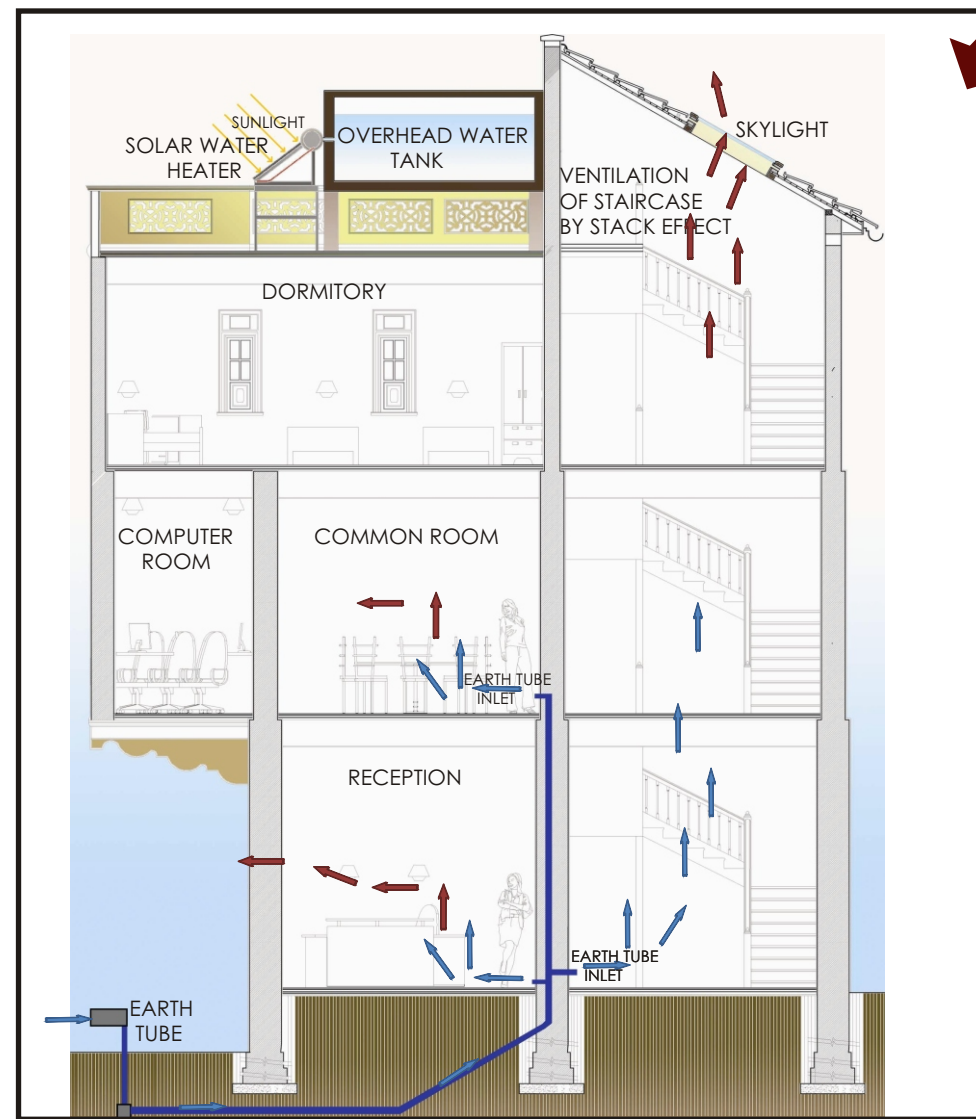 SUNLIGHT
SOLAR WATER
HEATER
OVERHEAD WATER
TANK
SKYLIGHT
VENTILATION
OF STAIRCASE
BY STACK EFFECT
DORMITORY
COMPUTER
ROOM
COMMON ROOM
EARTH TUBE
INLET
RECEPTION
EARTH TUBE
INLET
EARTH
TUBE